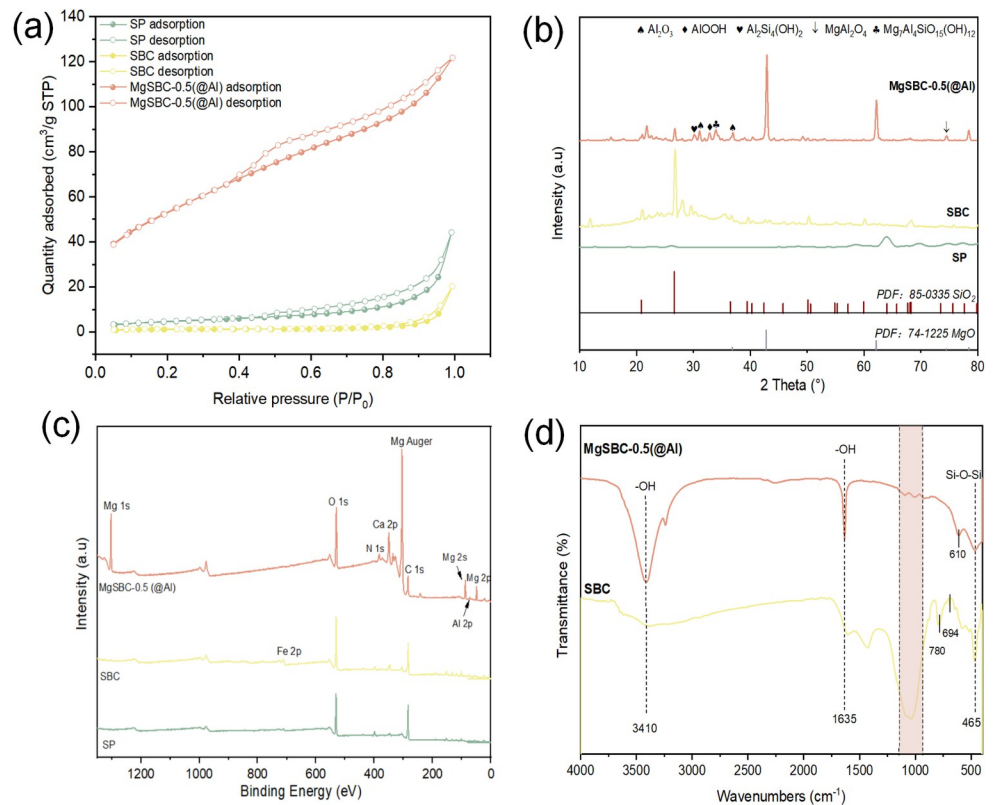 (a)
SP adsorption
SP desorption
SBC adsorption
SBC desorption
MgSBC-0.5(@Al) adsorption
MgSBC-0.5(@Al) desorption
Quantity adsorbed (cm³/g STP)
140
120
100
80
60
40
20
0
0.0 0.2 0.4 0.6 0.8 1.0
Relative pressure (P/P₀)
(b)
♠ Al₂O₃ ♦ AlOOH ♥ Al₂Si₄(OH)₂ ↓ MgAl₂O₄ ♣ Mg₇Al₄SiO₁₅(OH)₁₂
MgSBC-0.5(@Al)
SBC
SP
PDF: 85-0335 SiO₂
PDF: 74-1225 MgO
Intensity (a.u)
10 20 30 40 50 60 70 80
2 Theta (°)
(c)
Mg Auger
Mg 1s
O 1s
Ca 2p
N 1s
C 1s
Mg 2s
Mg 2p
Al 2p
MgSBC-0.5 (@Al)
Fe 2p
SBC
SP
Intensity (a.u)
1200 1000 800 600 400 200 0
Binding Energy (eV)
(d)
MgSBC-0.5(@Al)
-OH
-OH
Si-O-Si
610
SBC
694
780
3410
1635
465
Transmittance (%)
4000 3500 3000 2500 2000 1500 1000 500
Wavenumbers (cm⁻¹)